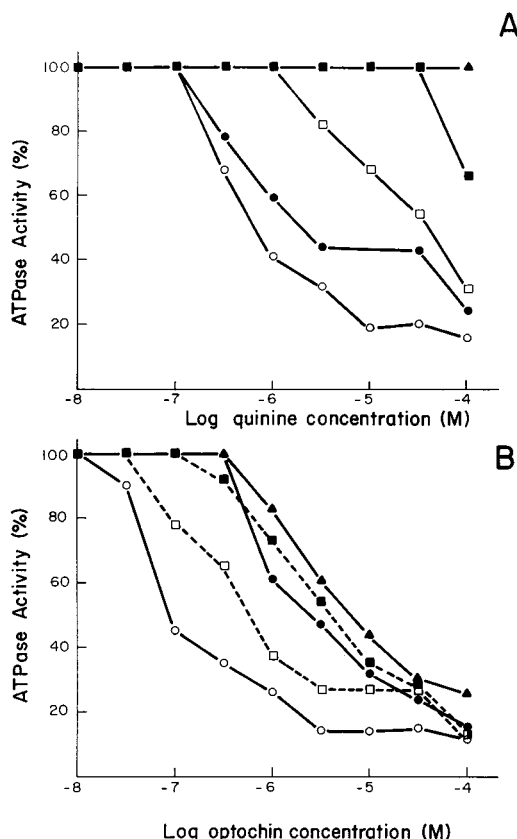 A
ATPase Activity (%)
100
80
60
40
20
-8 -7 -6 -5 -4
Log quinine concentration (M)
B
ATPase Activity (%)
100
80
60
40
20
-8 -7 -6 -5 -4
Log optochin concentration (M)